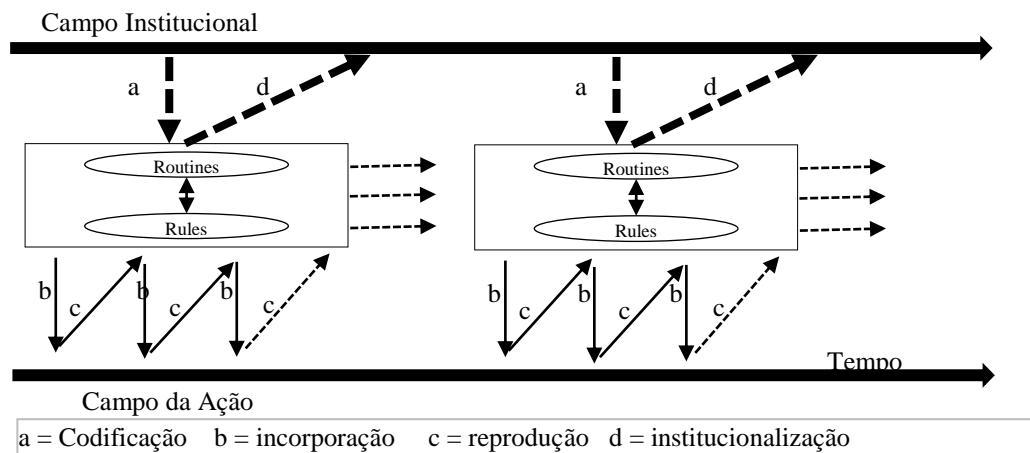 Campo Institucional
a d a d
Routines Routines
Rules Rules
b b b b b b
c c c c c c
Tempo
Campo da Ação
a = Codificação b = incorporação c = reprodução d = institucionalização